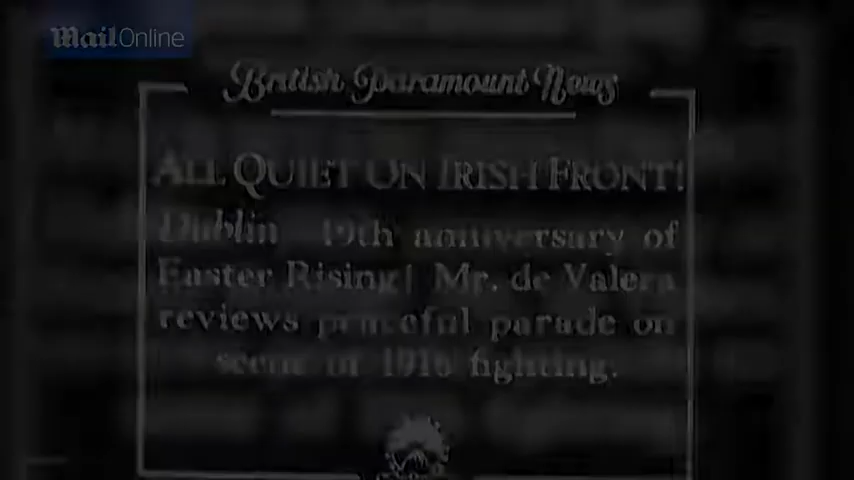 MailOnline
British Paramount News
ALL QUIET ON IRISH FRONT!
Dublin 19th anniversary of
Easter Rising! Mr. de Valera
reviews peaceful parade on
scene of 1916 fighting.